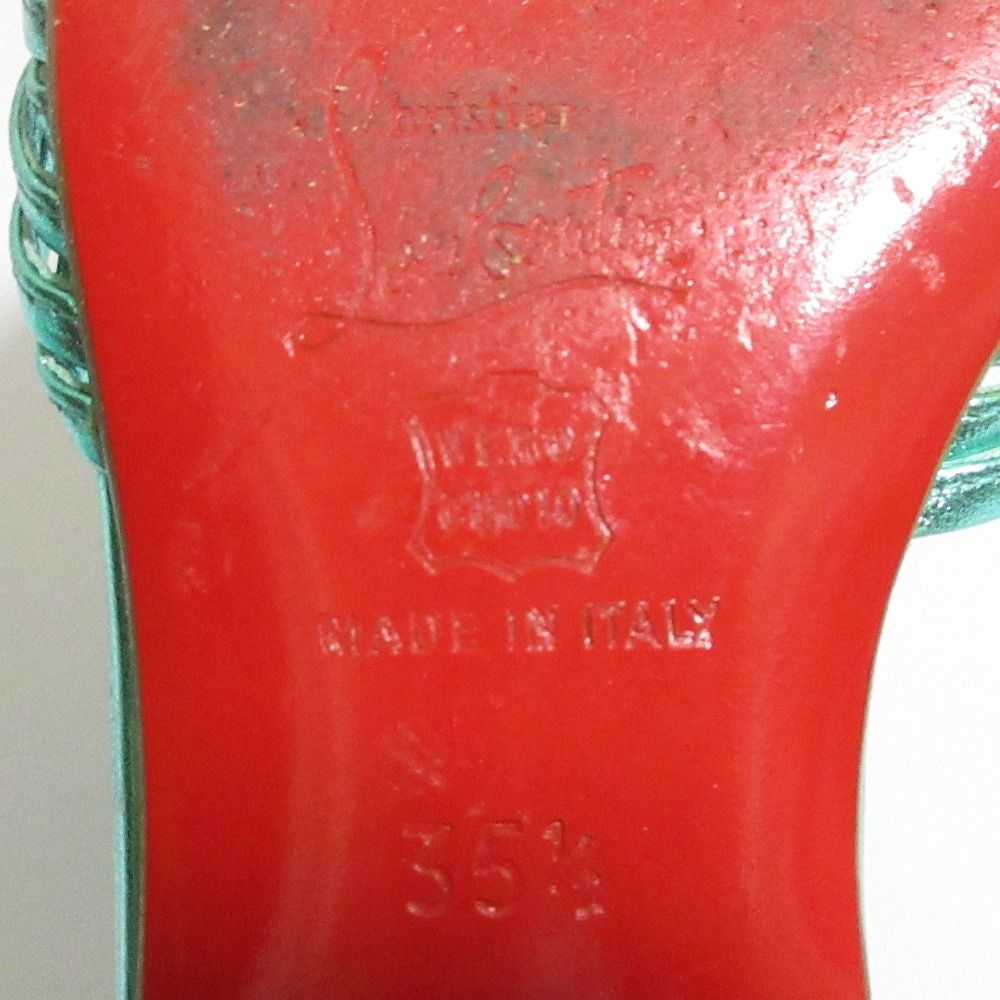 Christian
Louboutin
VERO
CUOIO
MADE IN ITALY
35½